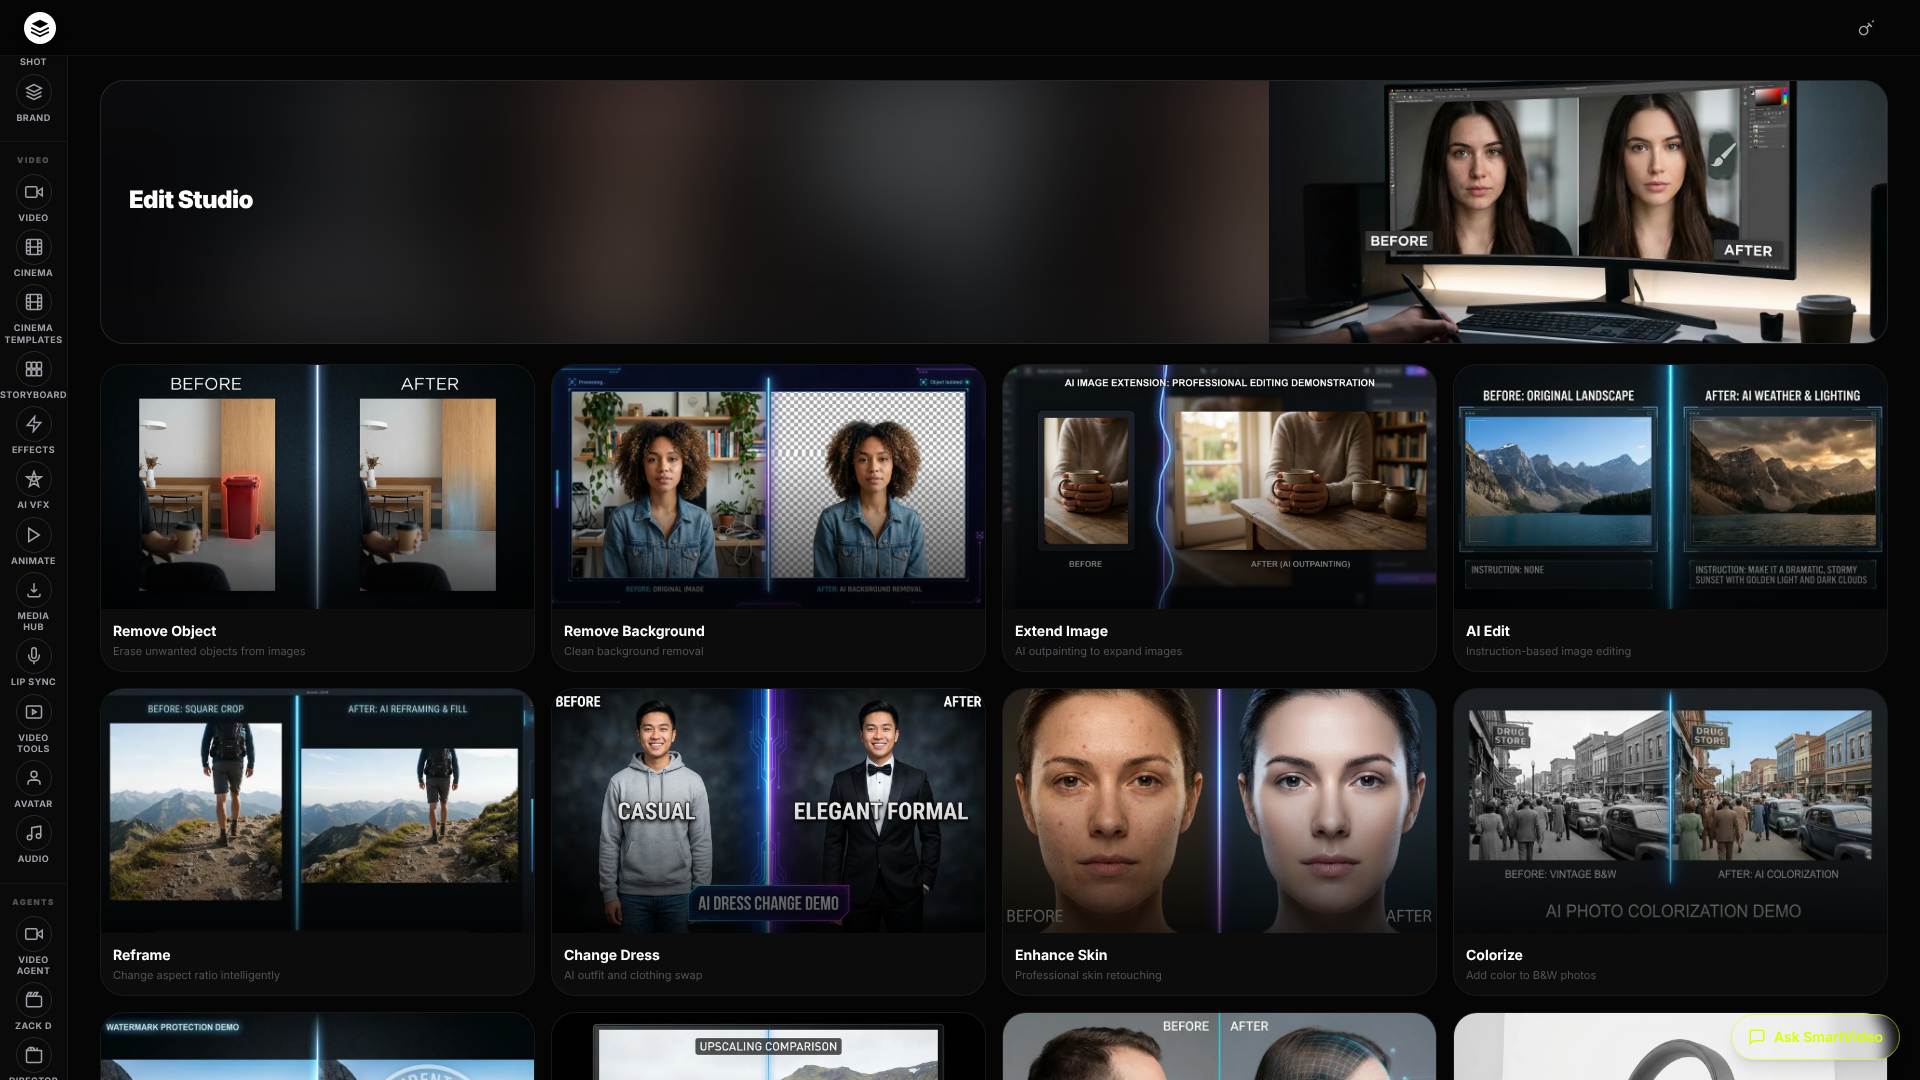 SHOT
BRAND
VIDEO
VIDEO
CINEMA
CINEMA
TEMPLATES
STORYBOARD
EFFECTS
AI VFX
ANIMATE
MEDIA
HUB
LIP SYNC
VIDEO
TOOLS
AVATAR
AUDIO
AGENTS
VIDEO
AGENT
ZACK D
DIRECTOR
Edit Studio
BEFORE
AFTER
BEFORE
AFTER
Remove Object
Erase unwanted objects from images
Processing...
Object Isolated
BEFORE: ORIGINAL IMAGE
AFTER: AI BACKGROUND REMOVAL
Remove Background
Clean background removal
AI IMAGE EXTENSION: PROFESSIONAL EDITING DEMONSTRATION
BEFORE
AFTER (AI OUTPAINTING)
Extend Image
AI outpainting to expand images
BEFORE: ORIGINAL LANDSCAPE
AFTER: AI WEATHER & LIGHTING
INSTRUCTION: NONE
INSTRUCTION: MAKE IT A DRAMATIC, STORMY
SUNSET WITH GOLDEN LIGHT AND DARK CLOUDS
AI Edit
Instruction-based image editing
BEFORE: SQUARE CROP
AFTER: AI REFRAMING & FILL
Reframe
Change aspect ratio intelligently
BEFORE
AFTER
CASUAL
ELEGANT FORMAL
AI DRESS CHANGE DEMO
Change Dress
AI outfit and clothing swap
BEFORE
AFTER
Enhance Skin
Professional skin retouching
DRUG
STORE
DRUG
STORE
BEFORE: VINTAGE B&W
AFTER: AI COLORIZATION
AI PHOTO COLORIZATION DEMO
Colorize
Add color to B&W photos
WATERMARK PROTECTION DEMO
UPSCALING COMPARISON
BEFORE
AFTER
Ask SmartVideo